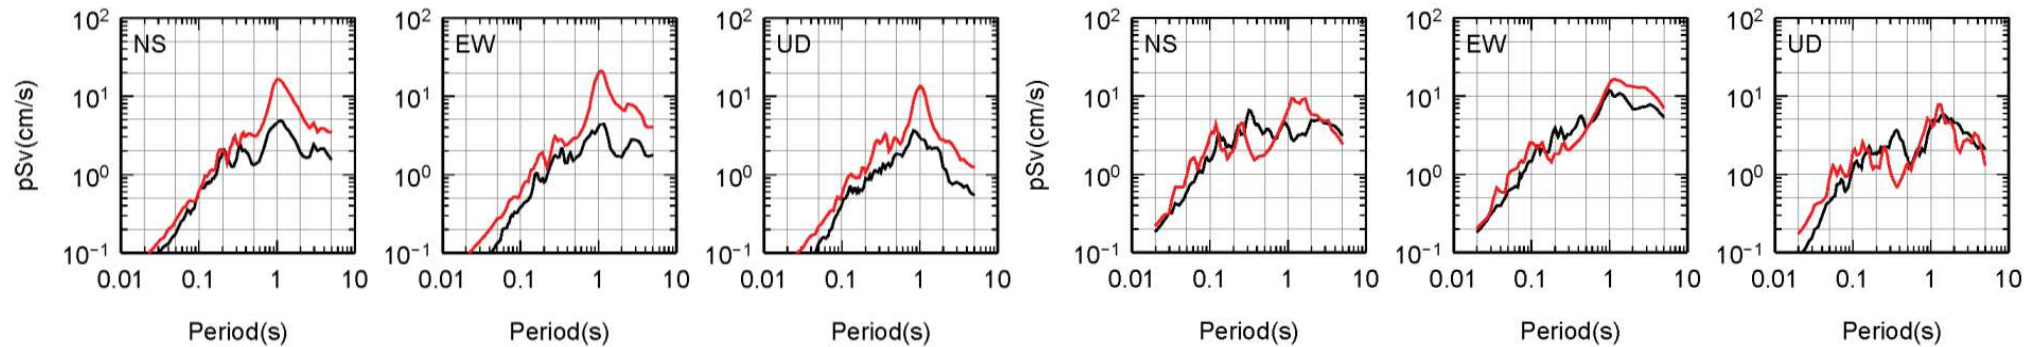 10² NS 10² EW 10² UD 10² NS 10² EW 10² UD
pSv(cm/s) pSv(cm/s)
10¹ 10¹ 10¹ 10¹ 10¹ 10¹
10⁰ 10⁰ 10⁰ 10⁰ 10⁰ 10⁰
10⁻¹ 10⁻¹ 10⁻¹ 10⁻¹ 10⁻¹ 10⁻¹
0.01 0.1 1 10 0.01 0.1 1 10 0.01 0.1 1 10 0.01 0.1 1 10 0.01 0.1 1 10 0.01 0.1 1 10
Period(s) Period(s) Period(s) Period(s) Period(s) Period(s)